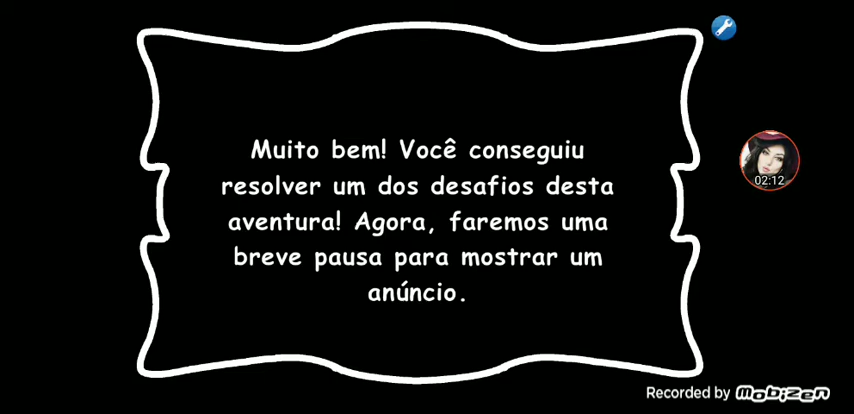 Muito bem! Você conseguiu
resolver um dos desafios desta
aventura! Agora, faremos uma
breve pausa para mostrar um
anúncio.
02:12
Recorded by Mobizen